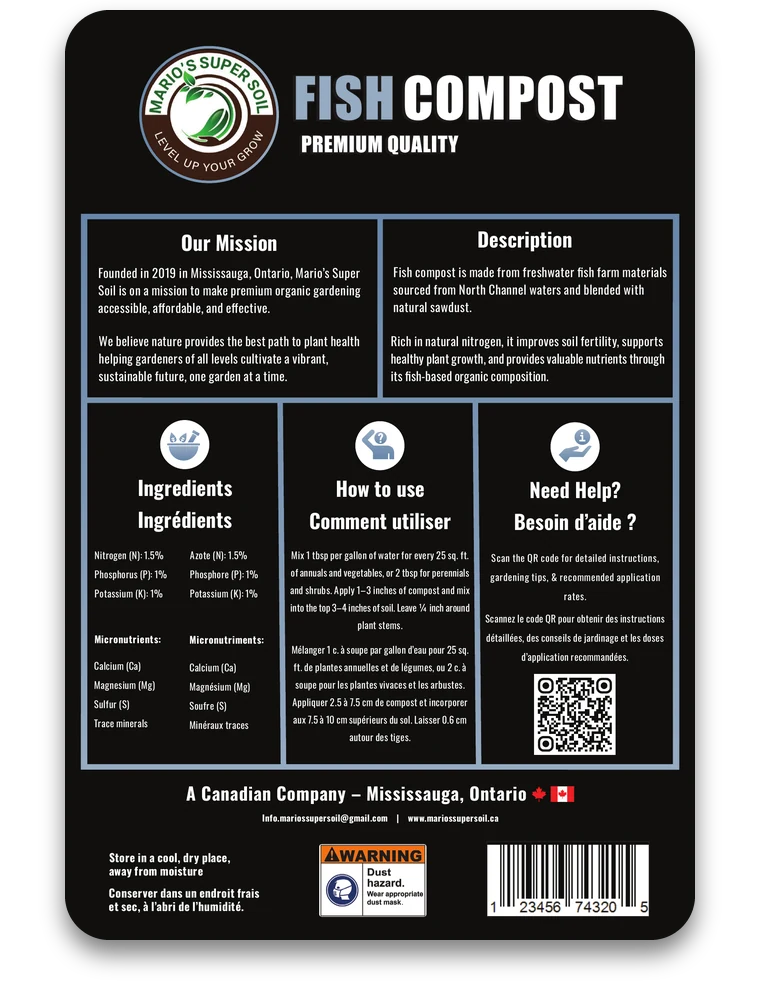 MARIO'S SUPER SOIL
LEVEL UP YOUR GROW
FISH COMPOST
PREMIUM QUALITY
Our Mission
Founded in 2019 in Mississauga, Ontario, Mario's Super
Soil is on a mission to make premium organic gardening
accessible, affordable, and effective.
We believe nature provides the best path to plant health
helping gardeners of all levels cultivate a vibrant,
sustainable future, one garden at a time.
Description
Fish compost is made from freshwater fish farm materials
sourced from North Channel waters and blended with
natural sawdust.
Rich in natural nitrogen, it improves soil fertility, supports
healthy plant growth, and provides valuable nutrients through
its fish-based organic composition.
Ingredients
Ingrédients
Nitrogen (N): 1.5%
Phosphorus (P): 1%
Potassium (K): 1%
Micronutrients:
Calcium (Ca)
Magnesium (Mg)
Sulfur (S)
Trace minerals
Azote (N): 1.5%
Phosphore (P): 1%
Potassium (K): 1%
Micronutriments:
Calcium (Ca)
Magnésium (Mg)
Soufre (S)
Minéraux traces
How to use
Comment utiliser
Mix 1 tbsp per gallon of water for every 25 sq. ft.
of annuals and vegetables, or 2 tbsp for perennials
and shrubs. Apply 1–3 inches of compost and mix
into the top 3–4 inches of soil. Leave ¼ inch around
plant stems.
Mélanger 1 c. à soupe par gallon d'eau pour 25 sq.
ft. de plantes annuelles et de légumes, ou 2 c. à
soupe pour les plantes vivaces et les arbustes.
Appliquer 2.5 à 7.5 cm de compost et incorporer
aux 7.5 à 10 cm supérieurs du sol. Laisser 0.6 cm
autour des tiges.
Need Help?
Besoin d'aide ?
Scan the QR code for detailed instructions,
gardening tips, & recommended application
rates.
Scannez le code QR pour obtenir des instructions
détaillées, des conseils de jardinage et les doses
d'application recommandées.
A Canadian Company – Mississauga, Ontario
Info.mariossupersoil@gmail.com | www.mariossupersoil.ca
Store in a cool, dry place,
away from moisture
Conserver dans un endroit frais
et sec, à l'abri de l'humidité.
WARNING
Dust
hazard.
Wear appropriate
dust mask.
1 23456 74320 5